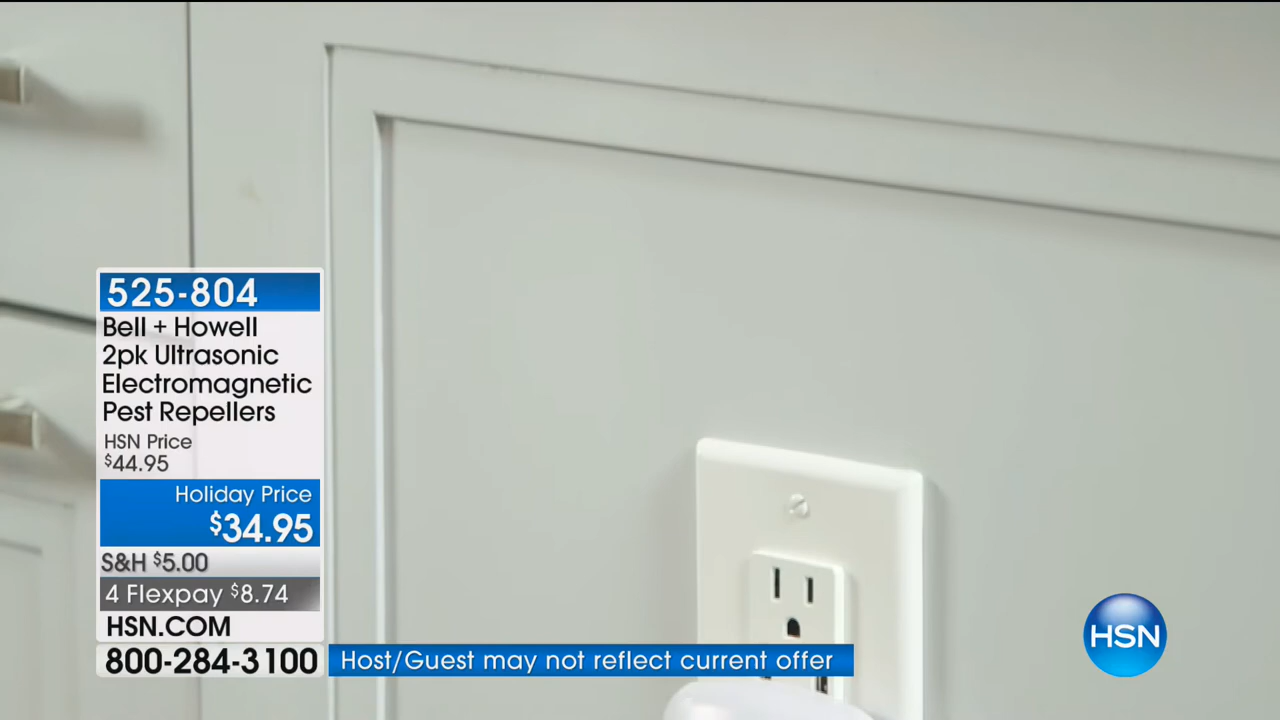 525-804
Bell + Howell
2pk Ultrasonic
Electromagnetic
Pest Repellers
HSN Price
$44.95
Holiday Price
$34.95
S&H $5.00
4 Flexpay $8.74
HSN.COM
800-284-3100
Host/Guest may not reflect current offer
HSN